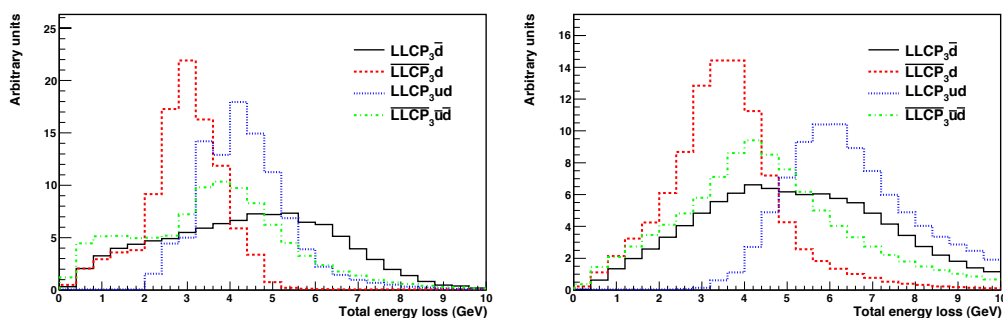 Arbitrary units
25
20
15
10
5
0
0 1 2 3 4 5 6 7 8 9 10
Total energy loss (GeV)
LLCP₃d̅
L̅L̅C̅P̅₃d
LLCP₃ud
L̅L̅C̅P̅₃u̅d̅
Arbitrary units
16
14
12
10
8
6
4
2
0
0 1 2 3 4 5 6 7 8 9 10
Total energy loss (GeV)
LLCP₃d̅
L̅L̅C̅P̅₃d
LLCP₃ud
L̅L̅C̅P̅₃u̅d̅